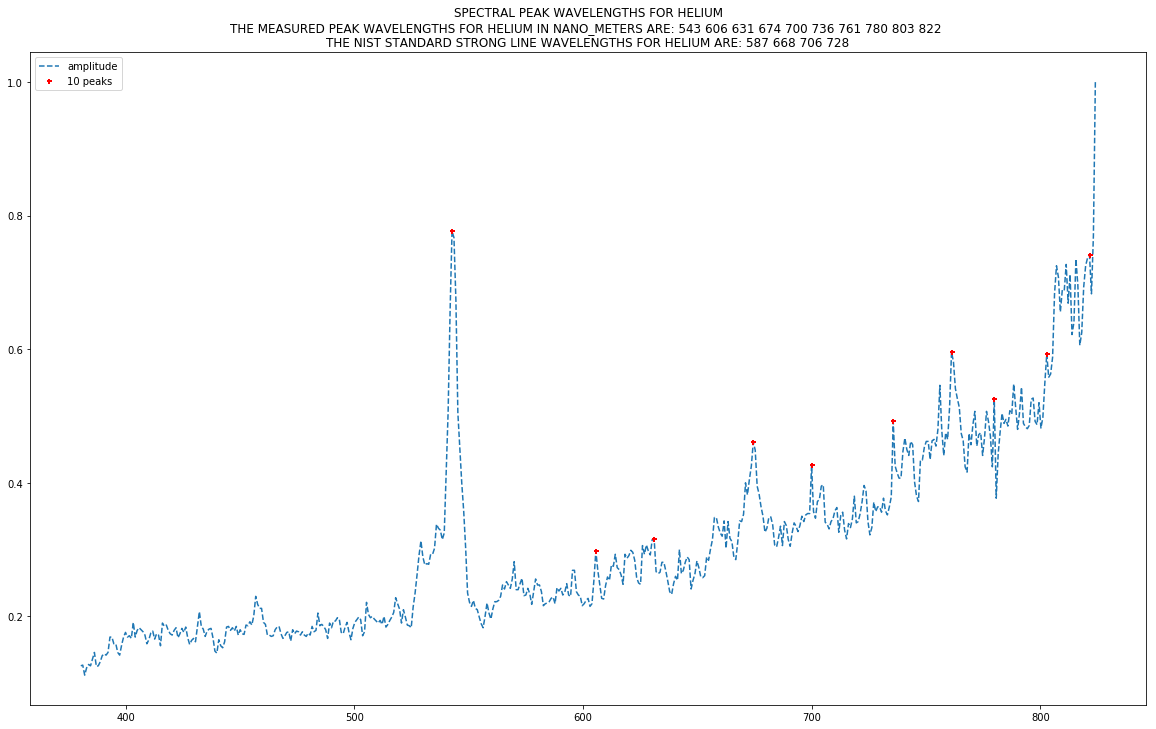 SPECTRAL PEAK WAVELENGTHS FOR HELIUM
THE MEASURED PEAK WAVELENGTHS FOR HELIUM IN NANO_METERS ARE: 543 606 631 674 700 736 761 780 803 822
THE NIST STANDARD STRONG LINE WAVELENGTHS FOR HELIUM ARE: 587 668 706 728
amplitude
10 peaks
1.0
0.8
0.6
0.4
0.2
400 500 600 700 800